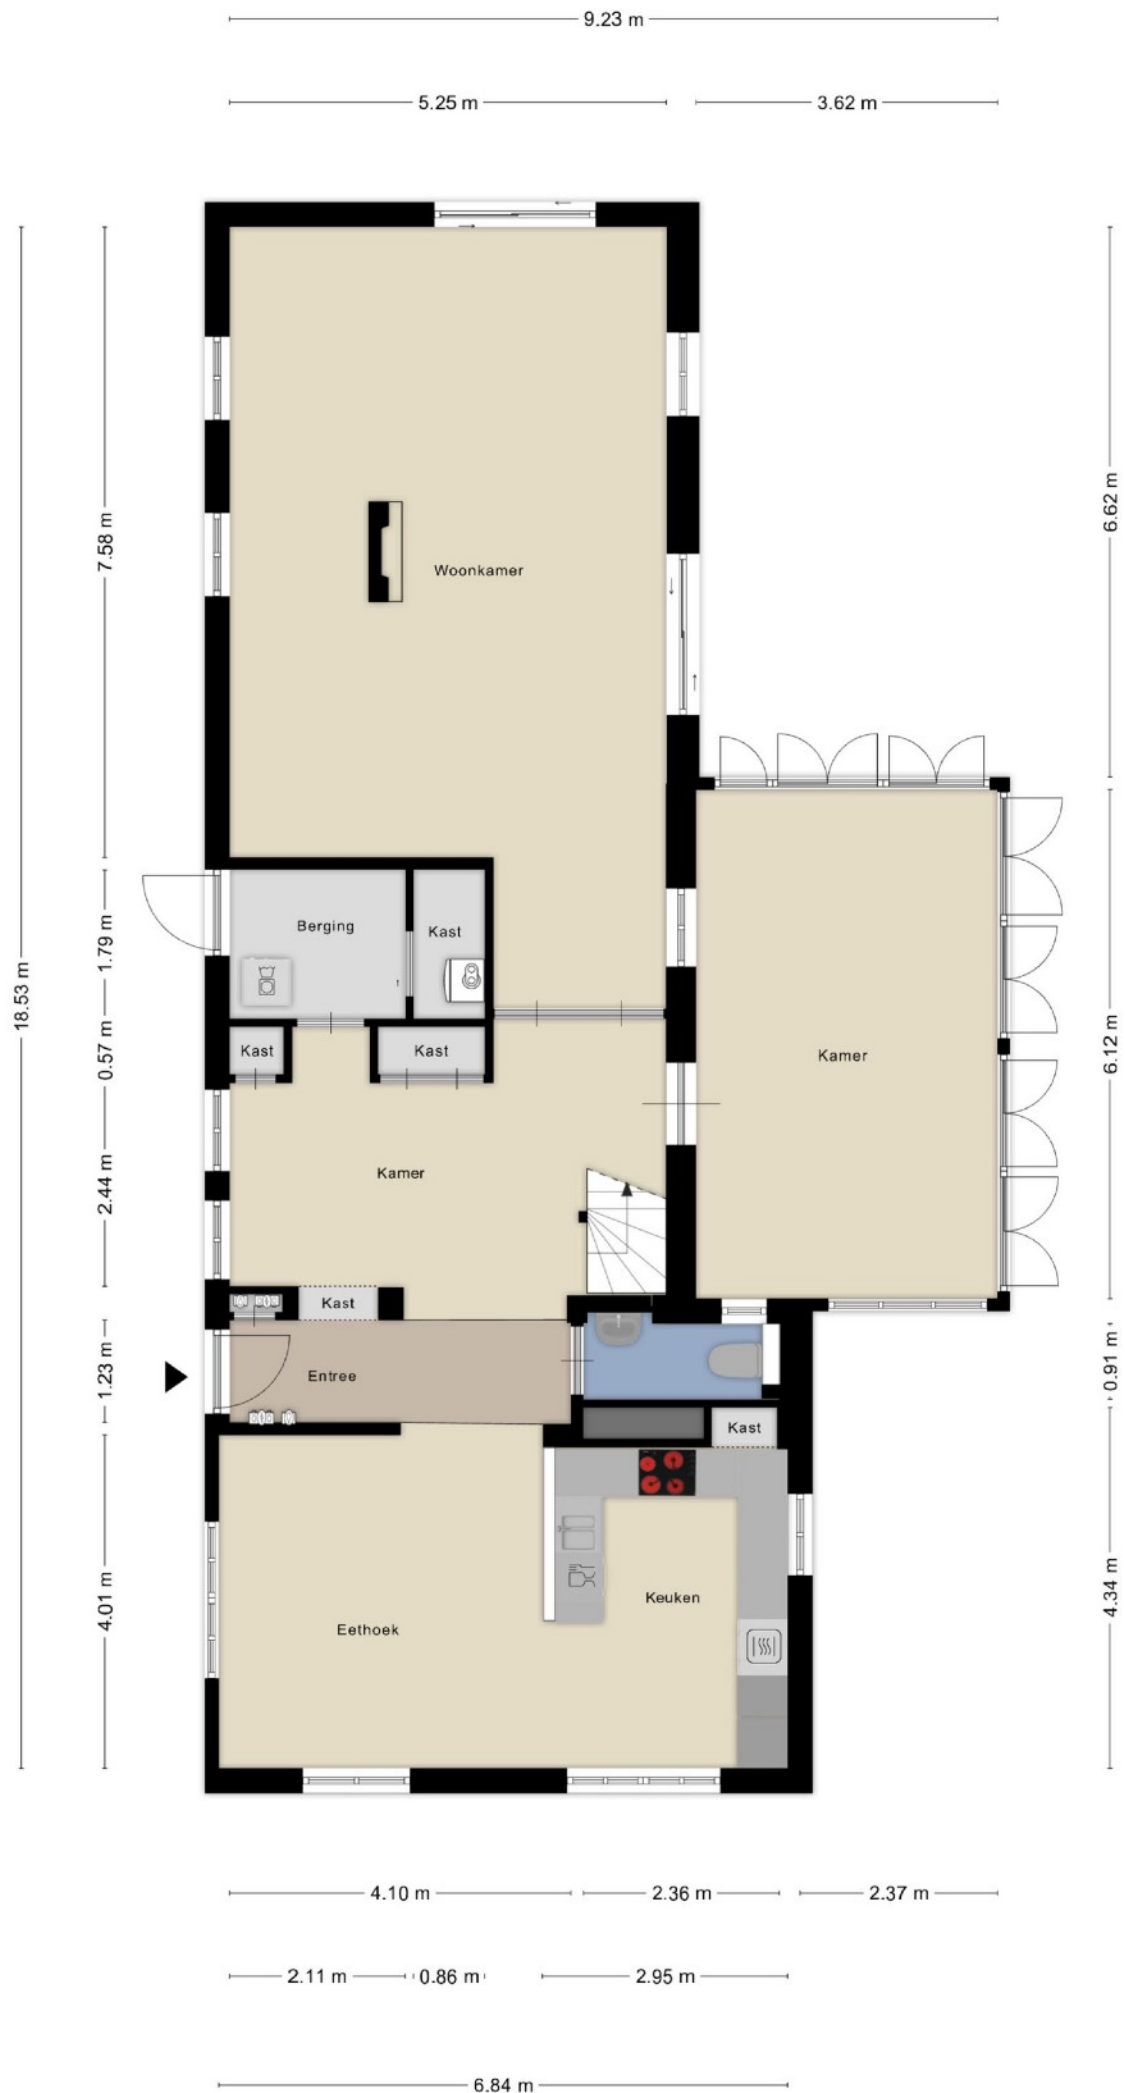 9.23 m
5.25 m
3.62 m
18.53 m
7.58 m
6.62 m
Woonkamer
1.79 m
Berging
Kast
0.57 m
Kast
Kast
6.12 m
Kamer
2.44 m
Kamer
Kast
1.23 m
Entree
0.91 m
Kast
4.01 m
4.34 m
Keuken
Eethoek
4.10 m
2.36 m
2.37 m
2.11 m
0.86 m
2.95 m
6.84 m